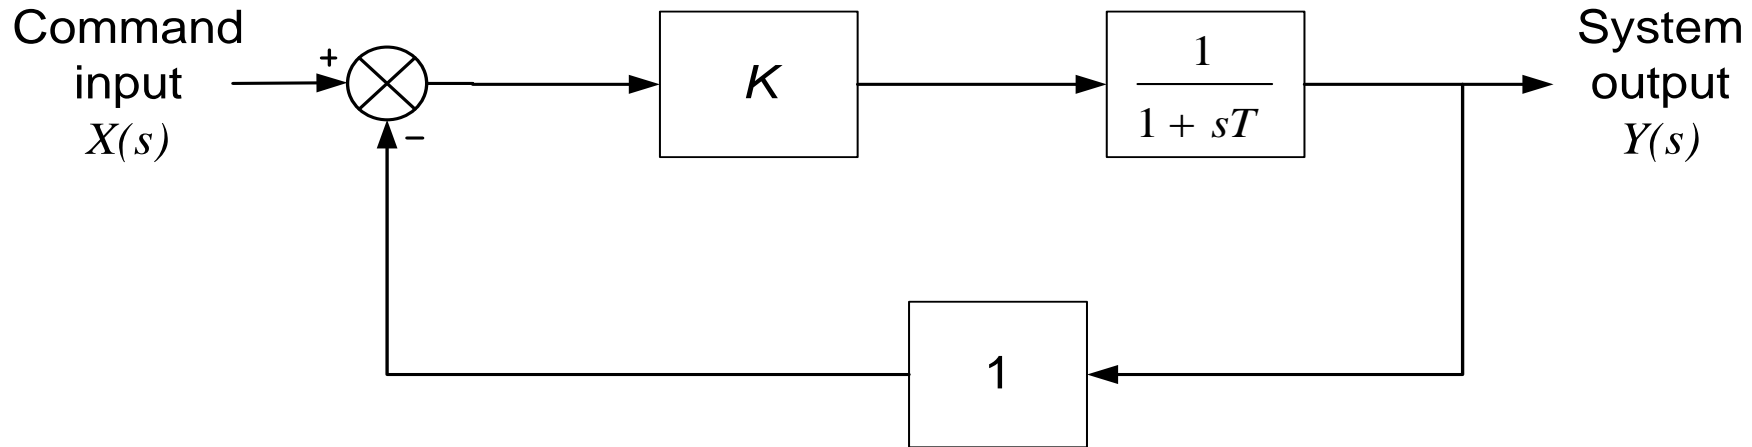 Command
input
X(s)
+
−
K
1
1 + sT
System
output
Y(s)
1